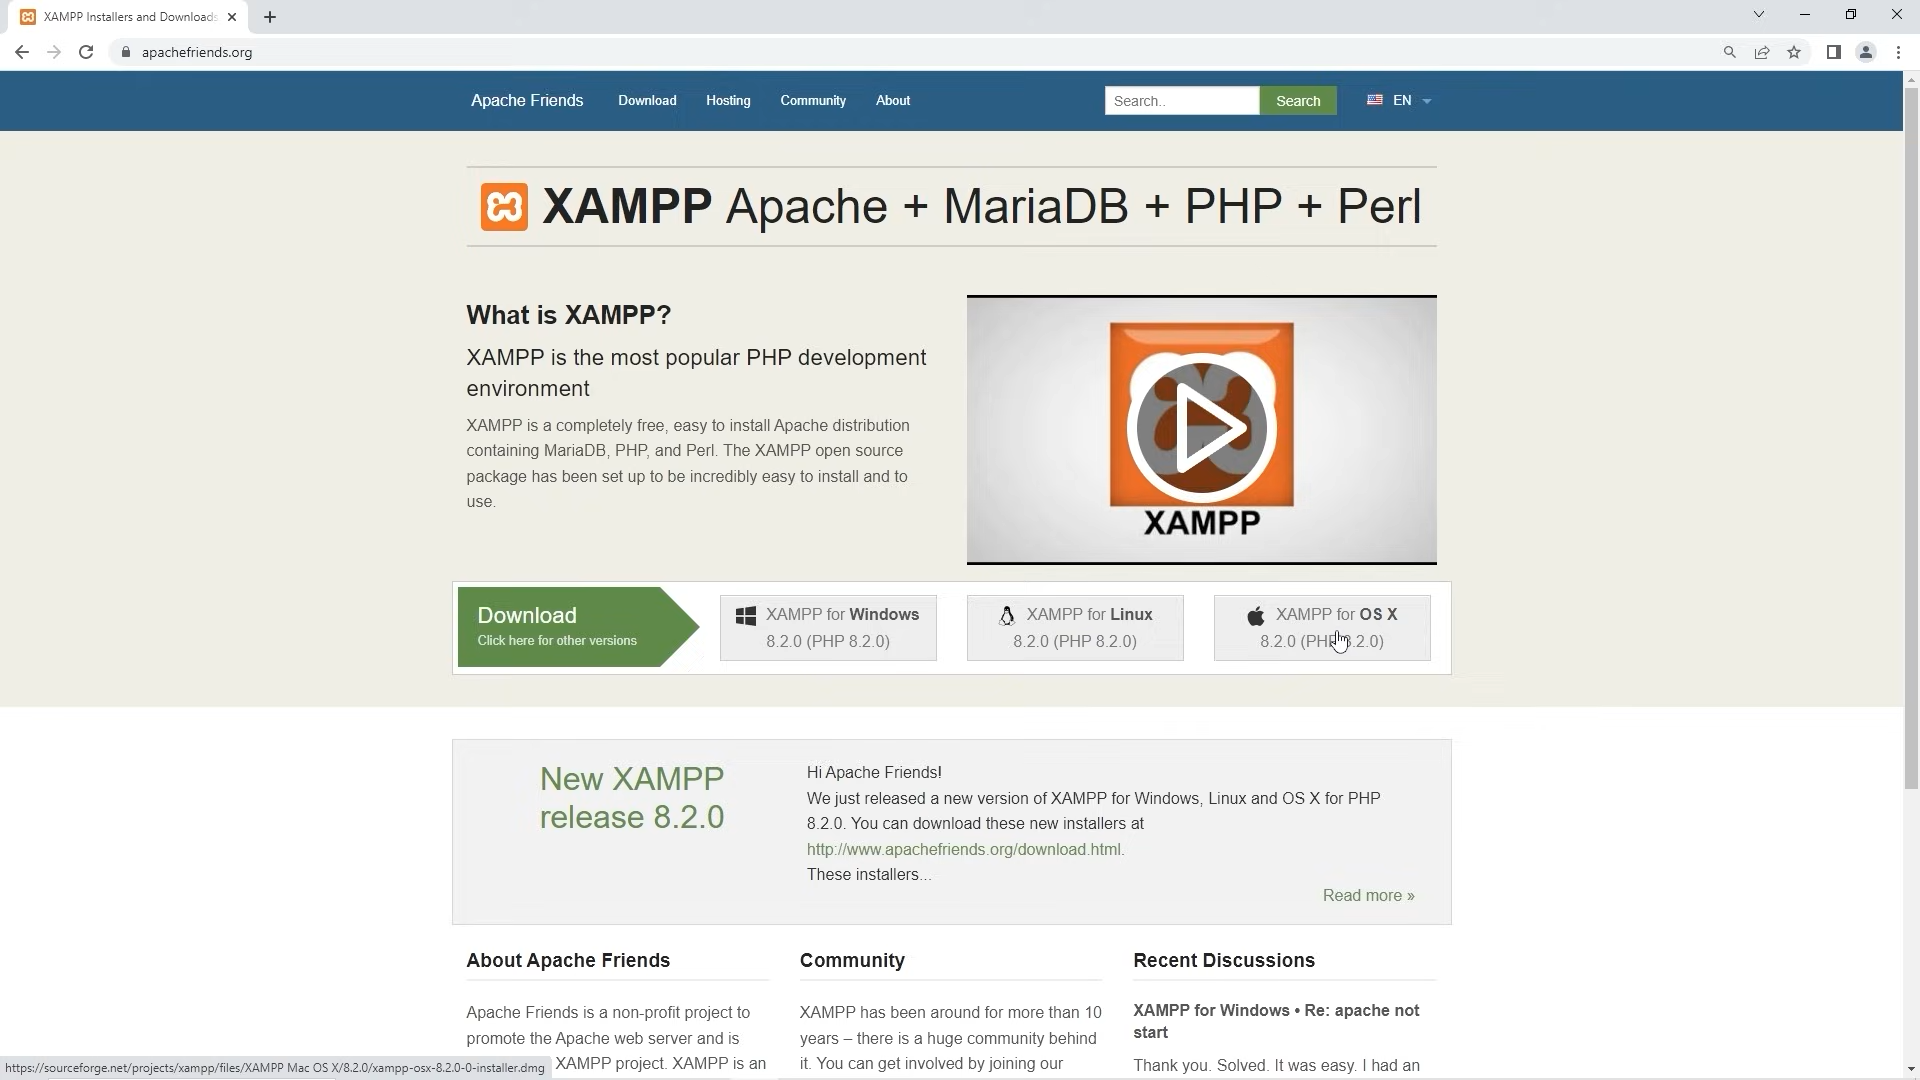 XAMPP Installers and Downloads
apachefriends.org
Apache Friends
Download
Hosting
Community
About
Search..
Search
EN
XAMPP Apache + MariaDB + PHP + Perl
What is XAMPP?
XAMPP is the most popular PHP development
environment
XAMPP is a completely free, easy to install Apache distribution
containing MariaDB, PHP, and Perl. The XAMPP open source
package has been set up to be incredibly easy to install and to
use.
XAMPP
Download
Click here for other versions
XAMPP for Windows
8.2.0 (PHP 8.2.0)
XAMPP for Linux
8.2.0 (PHP 8.2.0)
XAMPP for OS X
8.2.0 (PHP 8.2.0)
New XAMPP
release 8.2.0
Hi Apache Friends!
We just released a new version of XAMPP for Windows, Linux and OS X for PHP
8.2.0. You can download these new installers at
http://www.apachefriends.org/download.html.
These installers...
Read more »
About Apache Friends
Apache Friends is a non-profit project to
promote the Apache web server and is
XAMPP project. XAMPP is an
Community
XAMPP has been around for more than 10
years – there is a huge community behind
it. You can get involved by joining our
Recent Discussions
XAMPP for Windows • Re: apache not
start
Thank you. Solved. It was easy. I had an
https://sourceforge.net/projects/xampp/files/XAMPP Mac OS X/8.2.0/xampp-osx-8.2.0-0-installer.dmg